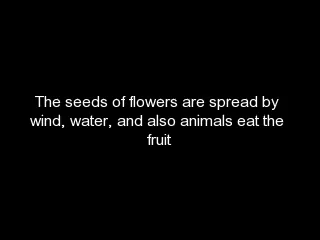 The seeds of flowers are spread by
wind, water, and also animals eat the
fruit